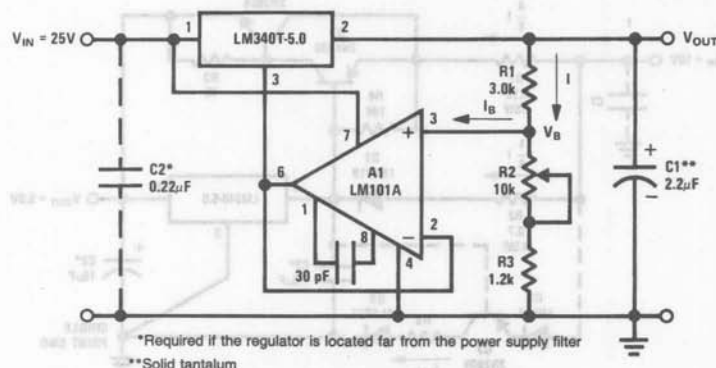 1
LM340T-5.0
2
V_IN = 25V
V_OUT
3
R1
3.0k
I
I_B
7
+
3
V_B
C2*
0.22µF
6
A1
LM101A
R2
10k
+
C1**
2.2µF
−
1
8
−
2
4
30 pF
R3
1.2k
*Required if the regulator is located far from the power supply filter
**Solid tantalum